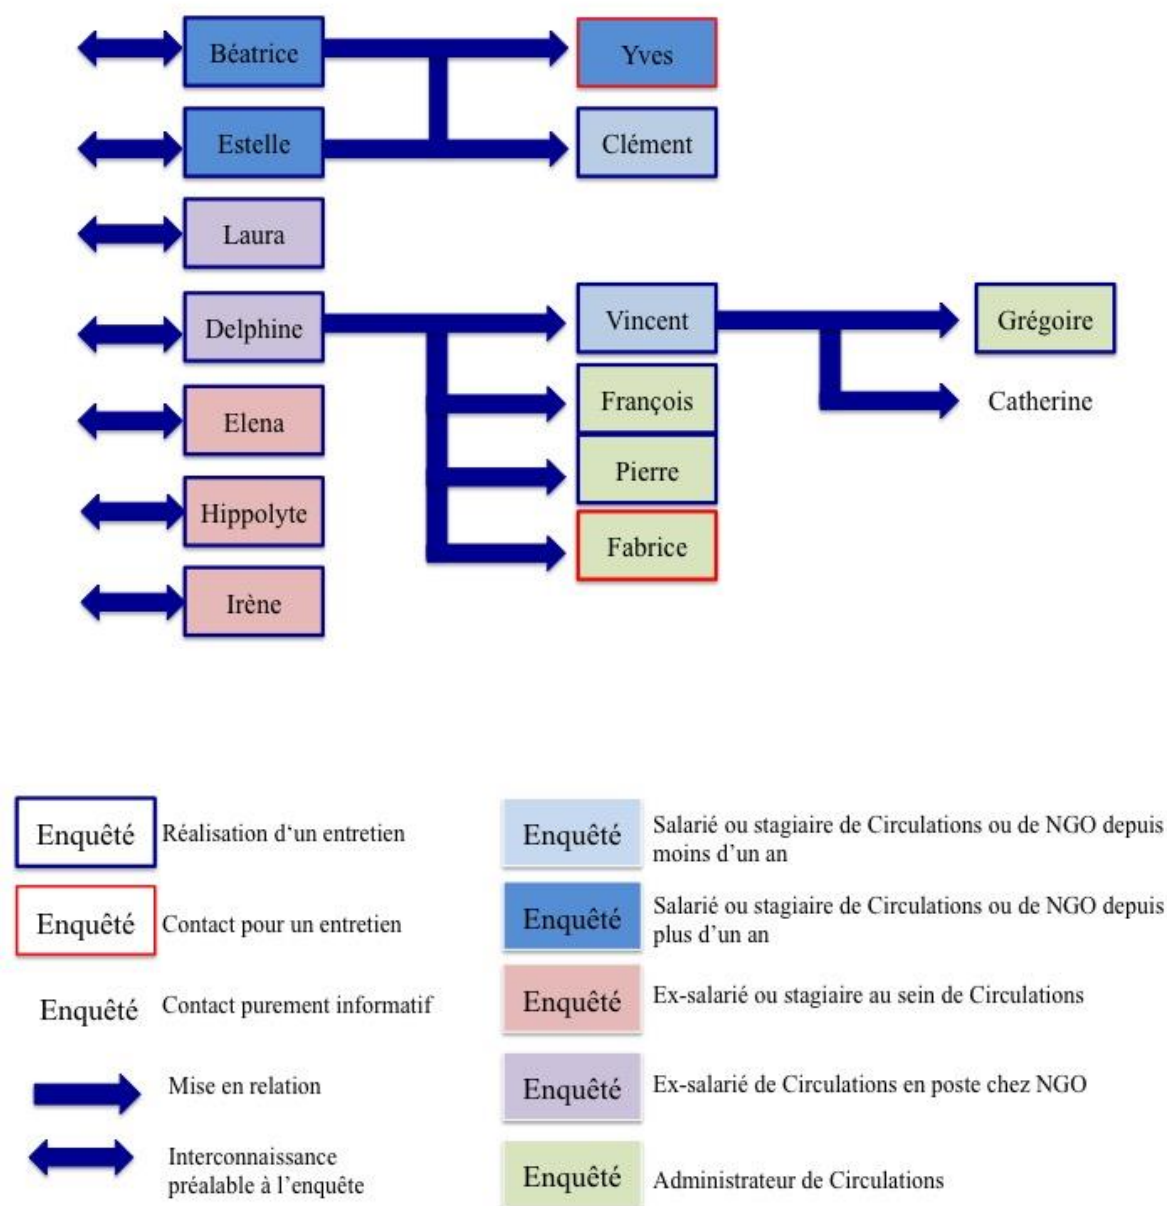 Béatrice
Yves
Estelle
Clément
Laura
Delphine
Vincent
Grégoire
Elena
François
Catherine
Hippolyte
Pierre
Irène
Fabrice
Enquêté
Réalisation d‘un entretien
Enquêté
Contact pour un entretien
Enquêté
Contact purement informatif
Mise en relation
Interconnaissance
préalable à l’enquête
Enquêté
Salarié ou stagiaire de Circulations ou de NGO depuis
moins d’un an
Enquêté
Salarié ou stagiaire de Circulations ou de NGO depuis
plus d’un an
Enquêté
Ex-salarié ou stagiaire au sein de Circulations
Enquêté
Ex-salarié de Circulations en poste chez NGO
Enquêté
Administrateur de Circulations